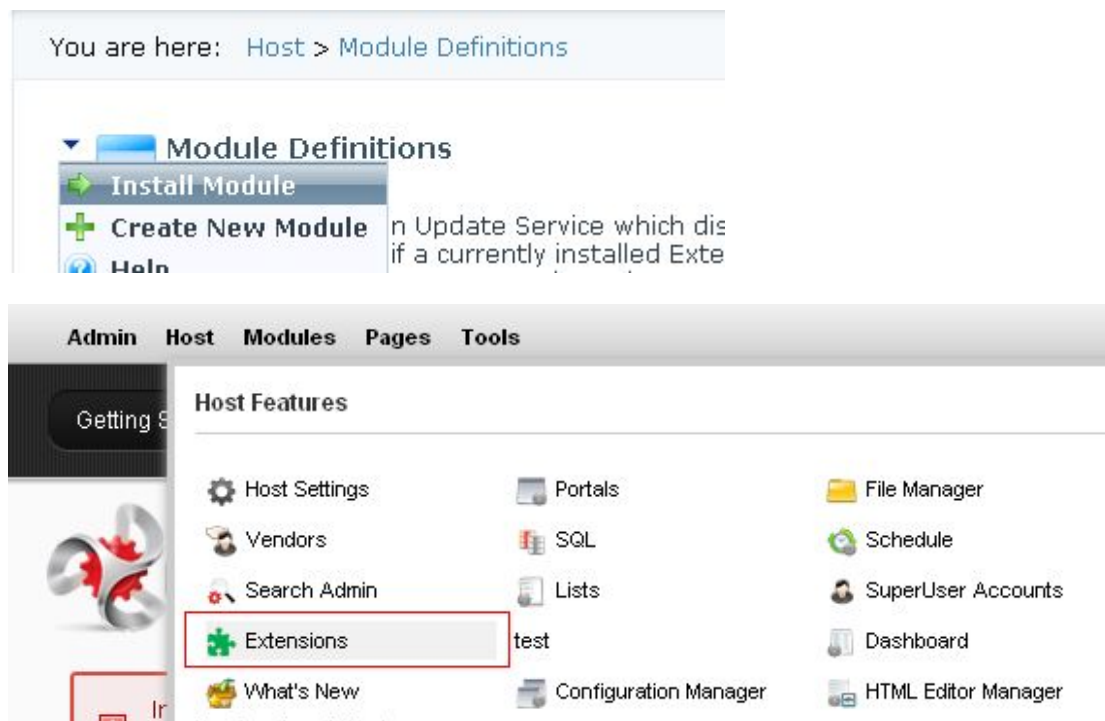 You are here: Host > Module Definitions
Module Definitions
Install Module
Create New Module n Update Service which dis
Help if a currently installed Exte
Admin Host Modules Pages Tools
Getting S
Host Features
Host Settings Portals File Manager
Vendors SQL Schedule
Search Admin Lists SuperUser Accounts
Extensions test Dashboard
What's New Configuration Manager HTML Editor Manager
Ir